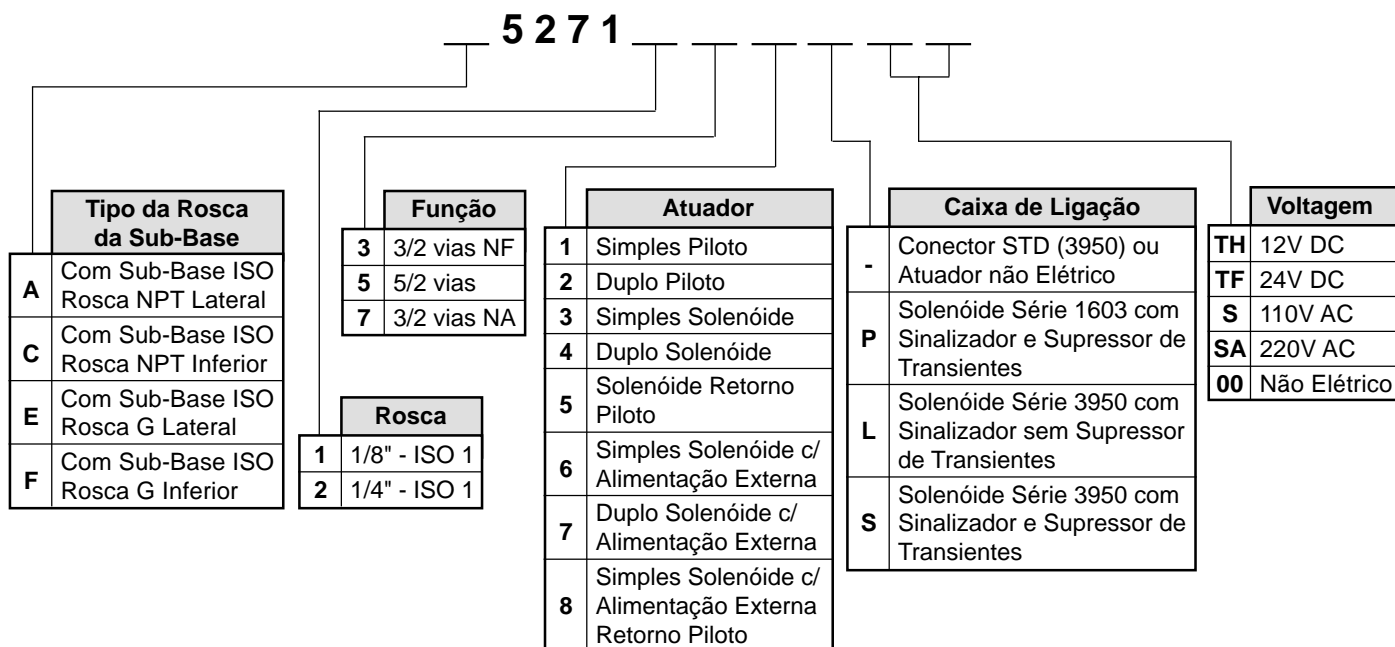 __ 5 2 7 1 __ __ __ __ __ __
Tipo da Rosca
da Sub-Base
A Com Sub-Base ISO
Rosca NPT Lateral
C Com Sub-Base ISO
Rosca NPT Inferior
E Com Sub-Base ISO
Rosca G Lateral
F Com Sub-Base ISO
Rosca G Inferior
Função
3 3/2 vias NF
5 5/2 vias
7 3/2 vias NA
Rosca
1 1/8" - ISO 1
2 1/4" - ISO 1
Atuador
1 Simples Piloto
2 Duplo Piloto
3 Simples Solenóide
4 Duplo Solenóide
5 Solenóide Retorno
Piloto
6 Simples Solenóide c/
Alimentação Externa
7 Duplo Solenóide c/
Alimentação Externa
8 Simples Solenóide c/
Alimentação Externa
Retorno Piloto
Caixa de Ligação
- Conector STD (3950) ou
Atuador não Elétrico
P Solenóide Série 1603 com
Sinalizador e Supressor de
Transientes
L Solenóide Série 3950 com
Sinalizador sem Supressor
de Transientes
S Solenóide Série 3950 com
Sinalizador e Supressor de
Transientes
Voltagem
TH 12V DC
TF 24V DC
S 110V AC
SA 220V AC
00 Não Elétrico